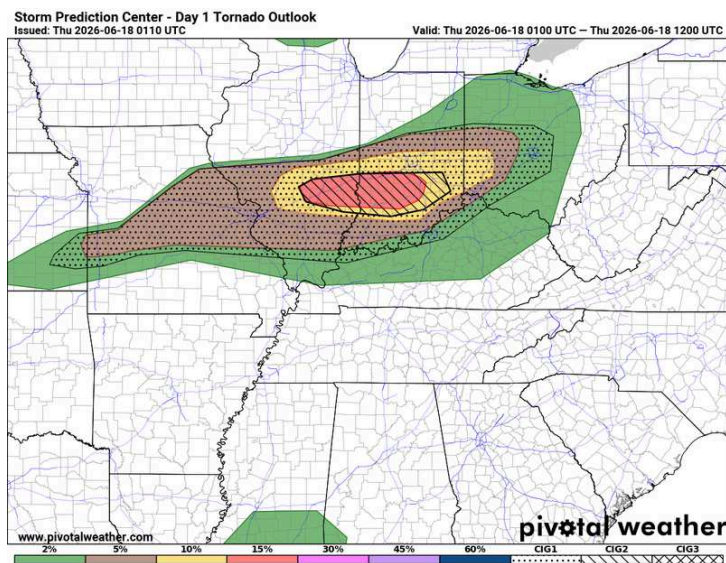 Storm Prediction Center - Day 1 Tornado Outlook
Issued: Thu 2026-06-18 0110 UTC
Valid: Thu 2026-06-18 0100 UTC — Thu 2026-06-18 1200 UTC
www.pivotalweather.com
pivotal weather
2% 5% 10% 15% 30% 45% 60% CIG1 CIG2 CIG3